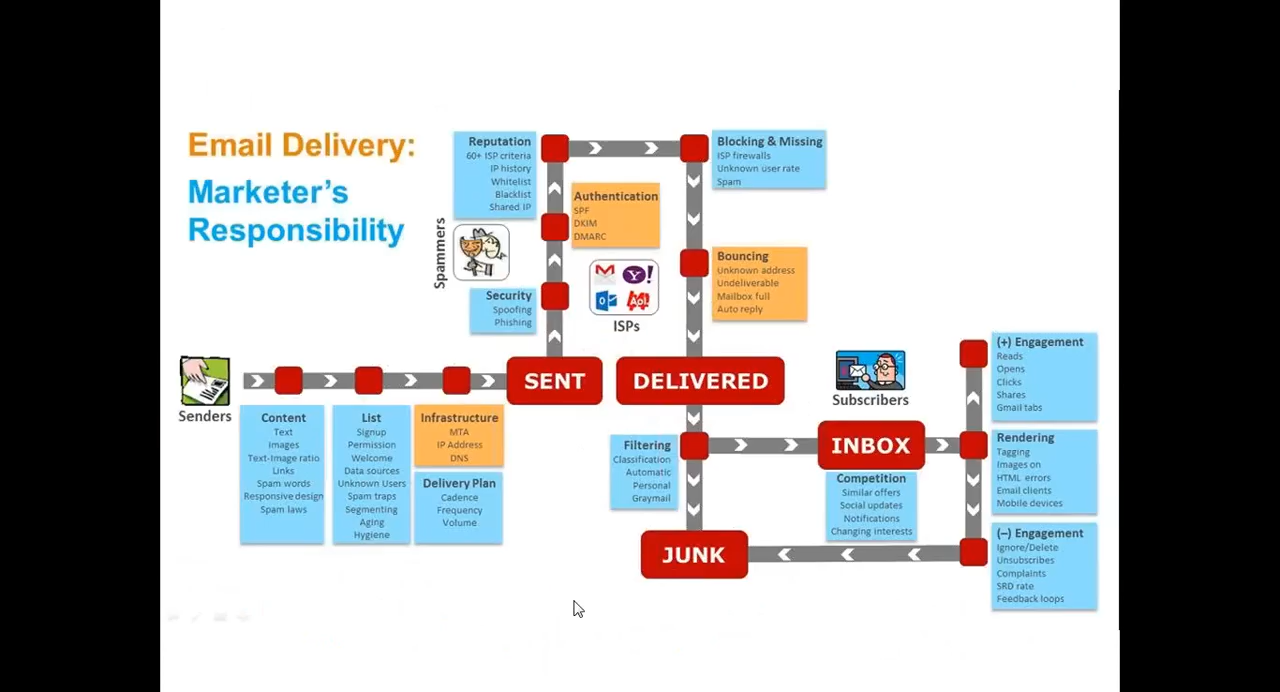 Email Delivery:
Marketer's
Responsibility
Reputation
60+ ISP criteria
IP history
Whitelist
Blacklist
Shared IP
Blocking & Missing
ISP firewalls
Unknown user rate
Spam
Authentication
SPF
DKIM
DMARC
Spammers
Security
Spoofing
Phishing
ISPs
Bouncing
Unknown address
Undeliverable
Mailbox full
Auto reply
Senders
SENT
DELIVERED
Subscribers
Content
Text
Images
Text-Image ratio
Links
Spam words
Responsive design
Spam laws
List
Signup
Permission
Welcome
Data sources
Unknown Users
Spam traps
Segmenting
Aging
Hygiene
Infrastructure
MTA
IP Address
DNS
Delivery Plan
Cadence
Frequency
Volume
Filtering
Classification
Automatic
Personal
Graymail
INBOX
Competition
Similar offers
Social updates
Notifications
Changing interests
JUNK
(+) Engagement
Reads
Opens
Clicks
Shares
Gmail tabs
Rendering
Tagging
Images on
HTML errors
Email clients
Mobile devices
(–) Engagement
Ignore/Delete
Unsubscribes
Complaints
SRD rate
Feedback loops